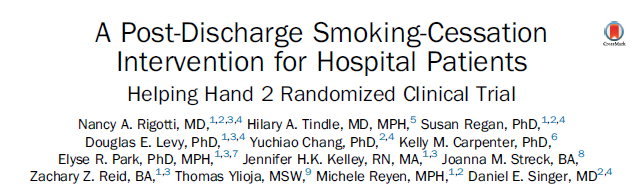 A Post-Discharge Smoking-Cessation
Intervention for Hospital Patients
Helping Hand 2 Randomized Clinical Trial
Nancy A. Rigotti, MD,1,2,3,4 Hilary A. Tindle, MD, MPH,5 Susan Regan, PhD,1,2,4
Douglas E. Levy, PhD,1,3,4 Yuchiao Chang, PhD,2,4 Kelly M. Carpenter, PhD,6
Elyse R. Park, PhD, MPH,1,3,7 Jennifer H.K. Kelley, RN, MA,1,3 Joanna M. Streck, BA,8
Zachary Z. Reid, BA,1,3 Thomas Ylioja, MSW,9 Michele Reyen, MPH,1,2 Daniel E. Singer, MD2,4
CrossMark